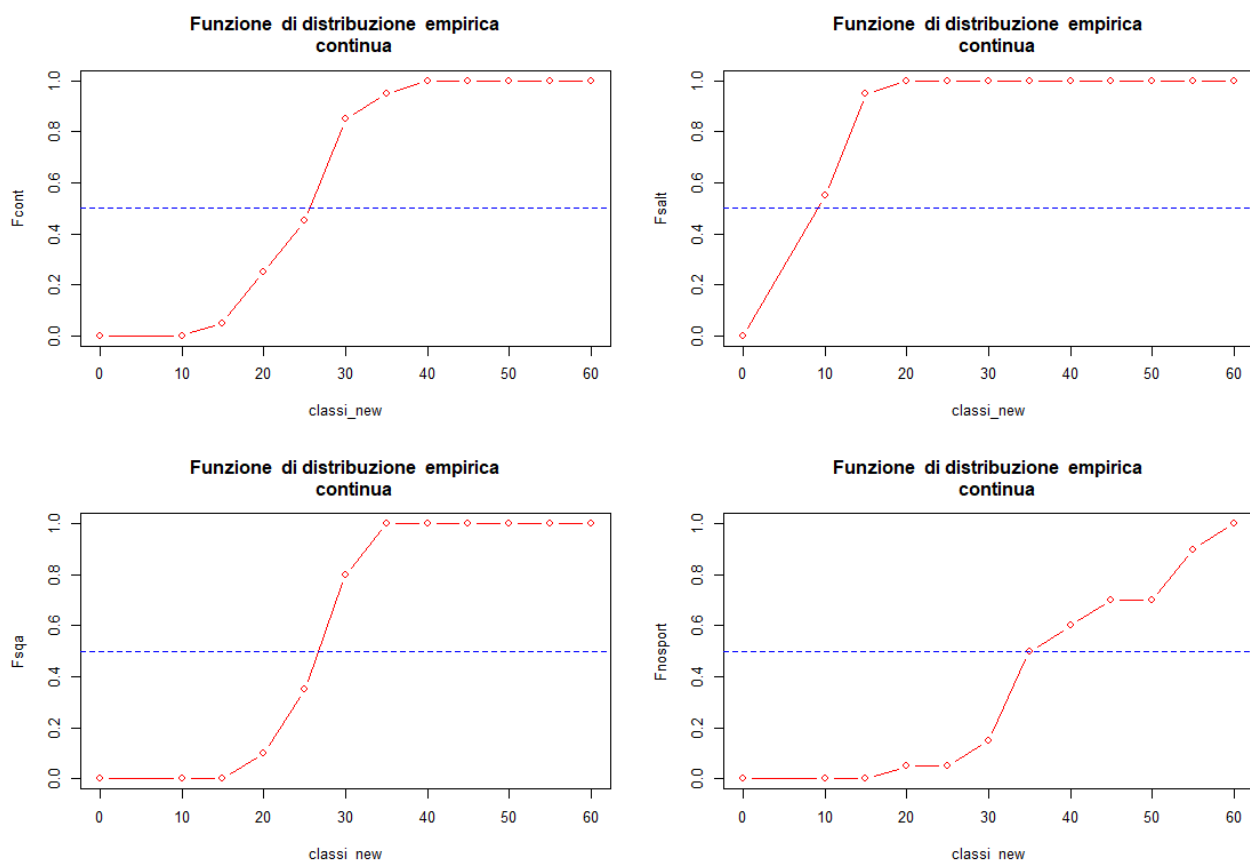 Funzione di distribuzione empirica
continua
Fcont
0.0 0.2 0.4 0.6 0.8 1.0
0 10 20 30 40 50 60
classi_new
Funzione di distribuzione empirica
continua
Fsalt
0.0 0.2 0.4 0.6 0.8 1.0
0 10 20 30 40 50 60
classi_new
Funzione di distribuzione empirica
continua
Fsqa
0.0 0.2 0.4 0.6 0.8 1.0
0 10 20 30 40 50 60
classi_new
Funzione di distribuzione empirica
continua
Fnosport
0.0 0.2 0.4 0.6 0.8 1.0
0 10 20 30 40 50 60
classi_new